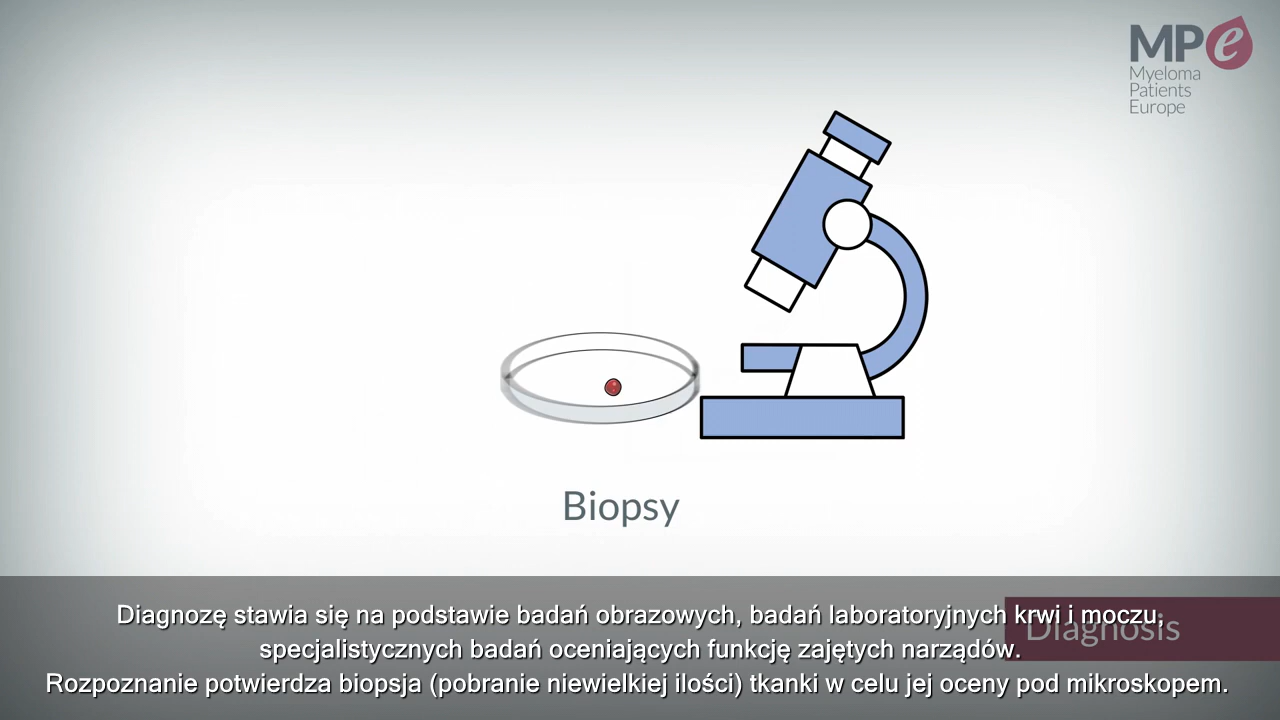 MPe
Myeloma
Patients
Europe
Biopsy
Diagnosis
Diagnozę stawia się na podstawie badań obrazowych, badań laboratoryjnych krwi i moczu,
specjalistycznych badań oceniających funkcję zajętych narządów.
Rozpoznanie potwierdza biopsja (pobranie niewielkiej ilości) tkanki w celu jej oceny pod mikroskopem.